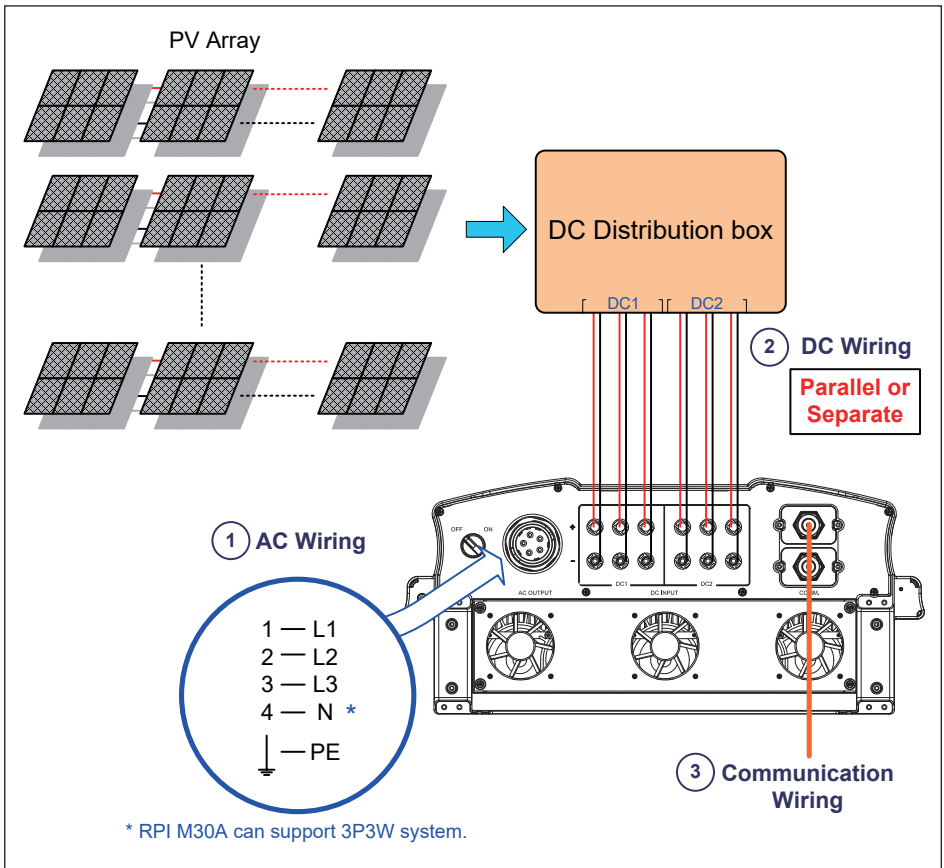 PV Array
DC Distribution box
DC1 DC2
2 DC Wiring
Parallel or
Separate
1 AC Wiring
OFF ON
+
-
DC1 DC2
AC OUTPUT DC INPUT COMM.
1 — L1
2 — L2
3 — L3
4 — N *
— PE
3 Communication
Wiring
* RPI M30A can support 3P3W system.